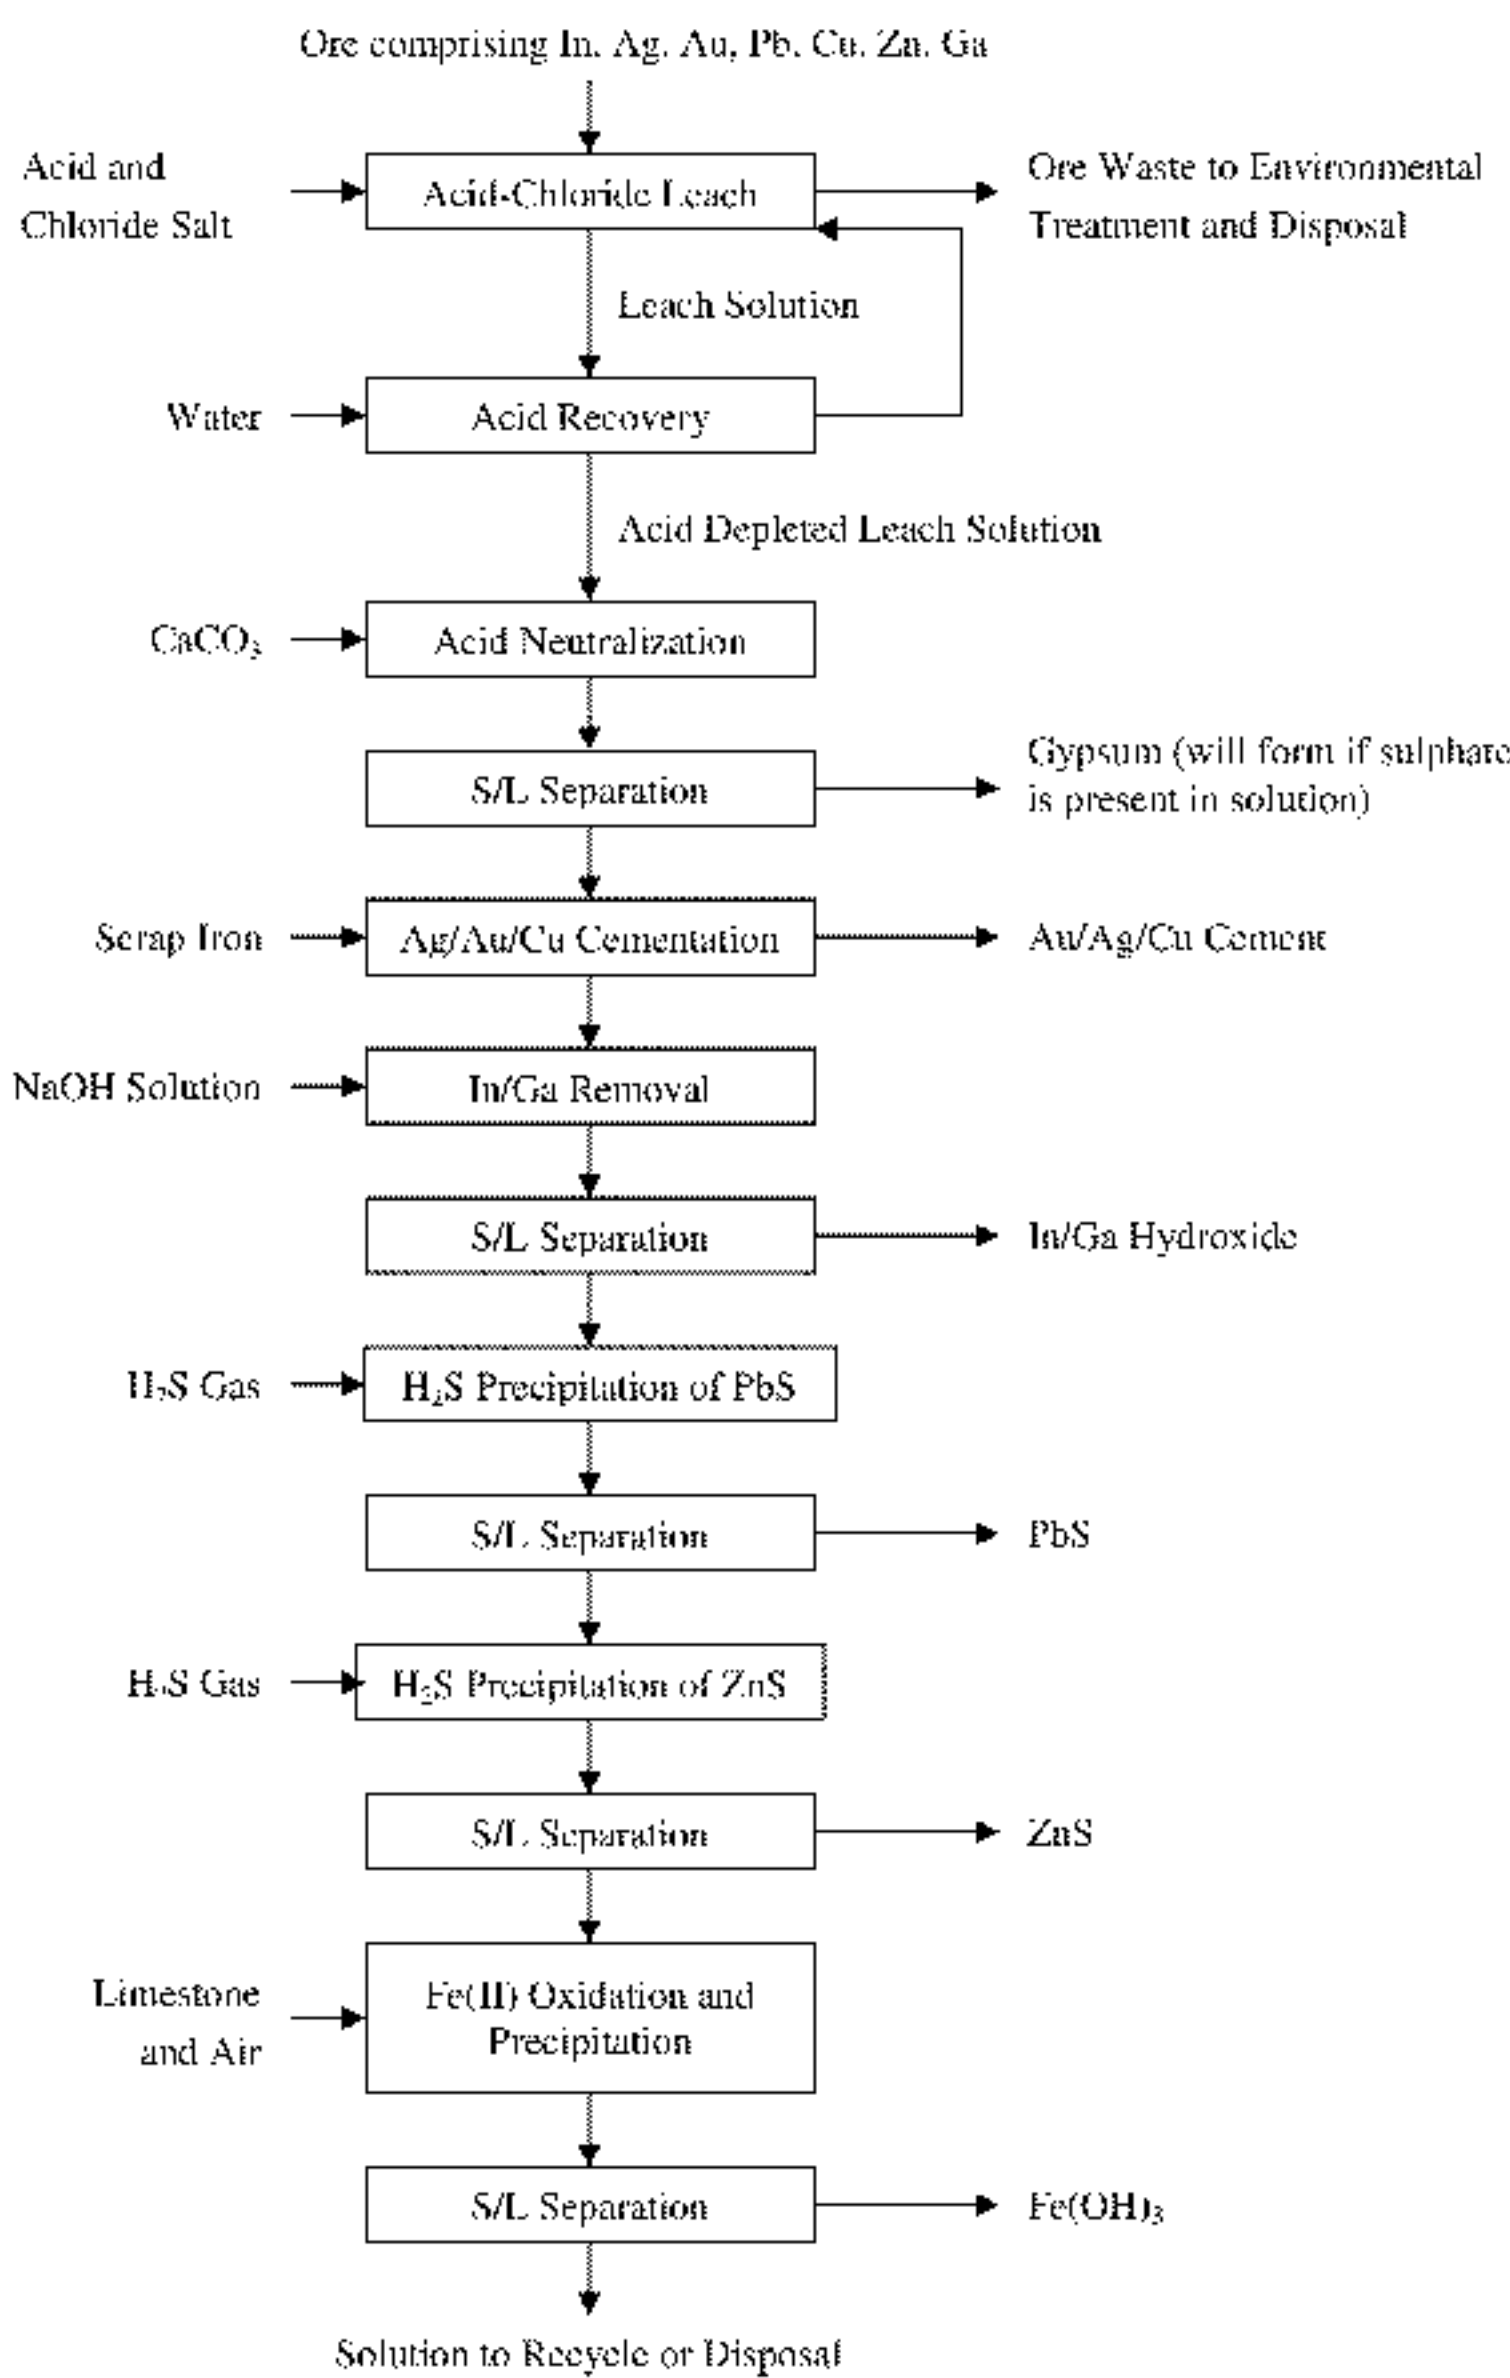 Ore comprising In, Ag, Au, Pb, Cu, Zn, Ga
Acid and
Chloride Salt
Acid-Chloride Leach
Ore Waste to Environmental
Treatment and Disposal
Leach Solution
Water
Acid Recovery
Acid Depleted Leach Solution
CaCO₃
Acid Neutralization
S/L Separation
Gypsum (will form if sulphate
is present in solution)
Scrap Iron
Ag/Au/Cu Cementation
Au/Ag/Cu Cement
NaOH Solution
In/Ga Removal
S/L Separation
In/Ga Hydroxide
H₂S Gas
H₂S Precipitation of PbS
S/L Separation
PbS
H₂S Gas
H₂S Precipitation of ZnS
S/L Separation
ZnS
Limestone
and Air
Fe(II) Oxidation and
Precipitation
S/L Separation
Fe(OH)₃
Solution to Recycle or Disposal